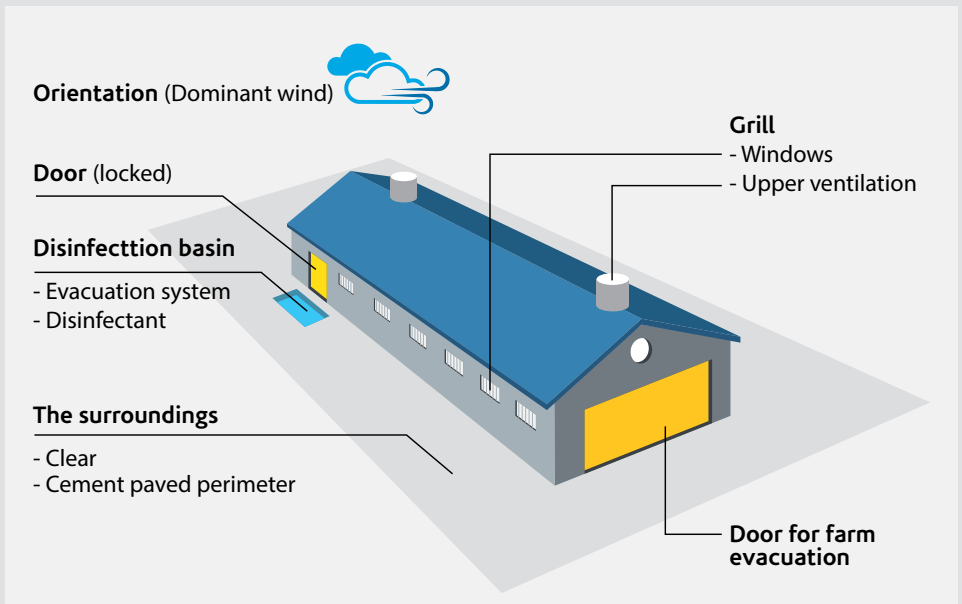 Orientation (Dominant wind)
Door (locked)
Disinfecttion basin
- Evacuation system
- Disinfectant
The surroundings
- Clear
- Cement paved perimeter
Grill
- Windows
- Upper ventilation
Door for farm
evacuation